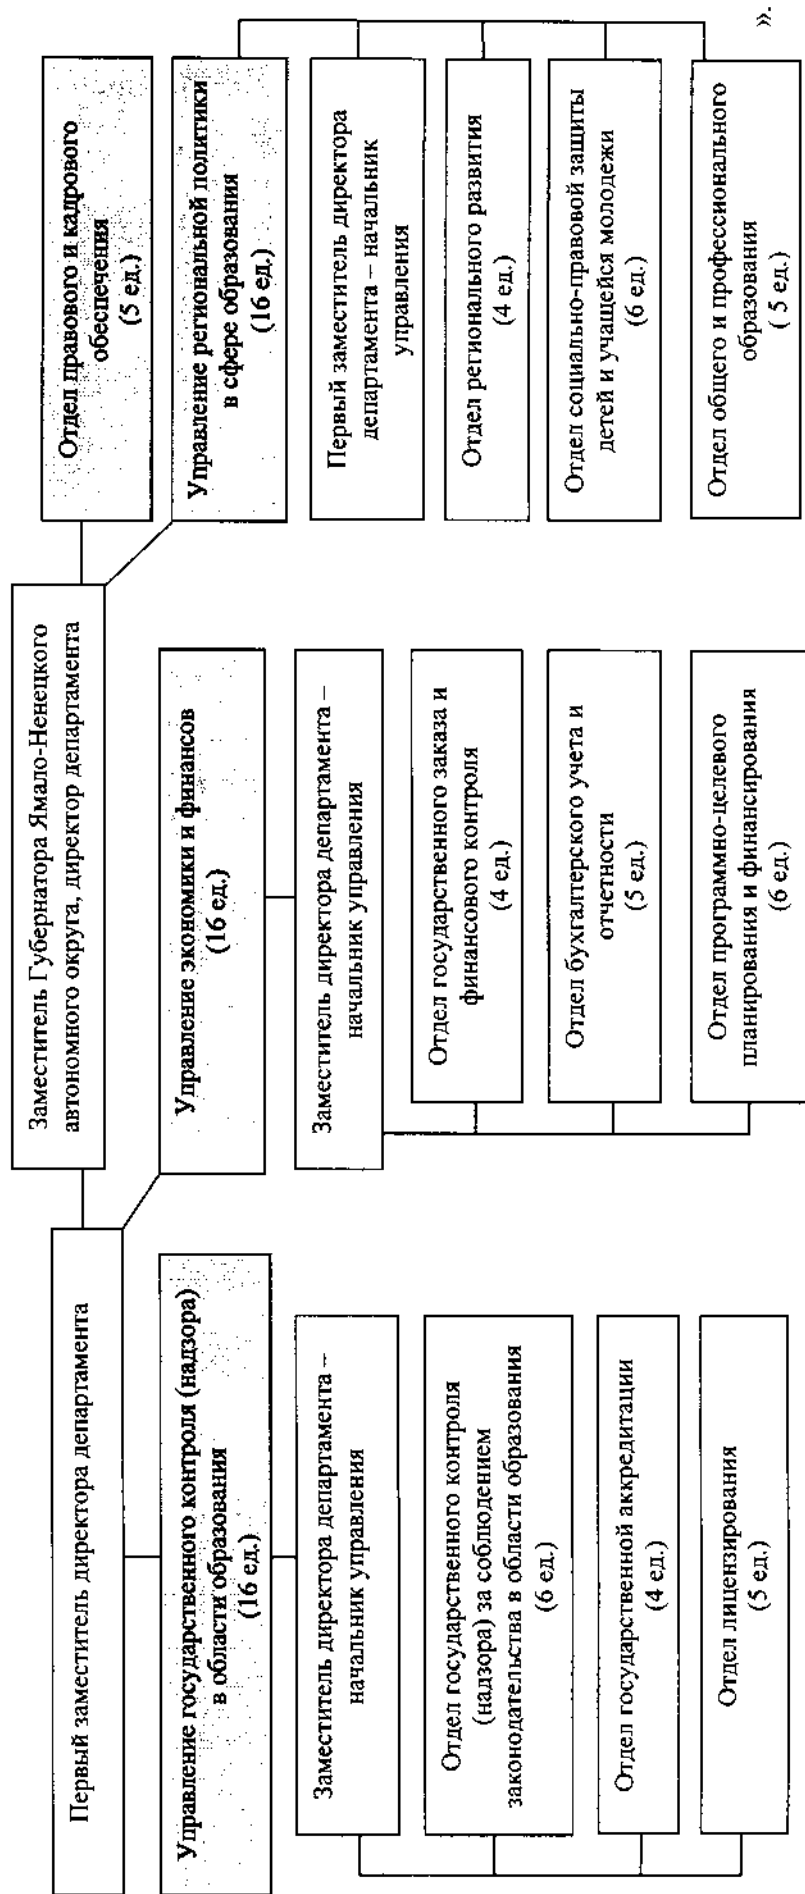 Заместитель Губернатора Ямало-Ненецкого
автономного округа, директор департамента
Первый заместитель директора департамента
Отдел правового и кадрового
обеспечения
(5 ед.)
Управление государственного контроля (надзора)
в области образования
(16 ед.)
Заместитель директора департамента –
начальник управления
Отдел государственного контроля
(надзора) за соблюдением
законодательства в области образования
(6 ед.)
Отдел государственной аккредитации
(4 ед.)
Отдел лицензирования
(5 ед.)
Управление экономики и финансов
(16 ед.)
Заместитель директора департамента –
начальник управления
Отдел государственного заказа и
финансового контроля
(4 ед.)
Отдел бухгалтерского учета и
отчетности
(5 ед.)
Отдел программно-целевого
планирования и финансирования
(6 ед.)
Управление региональной политики
в сфере образования
(16 ед.)
Первый заместитель директора
департамента – начальник
управления
Отдел регионального развития
(4 ед.)
Отдел социально-правовой защиты
детей и учащейся молодежи
(6 ед.)
Отдел общего и профессионального
образования
( 5 ед.)
».